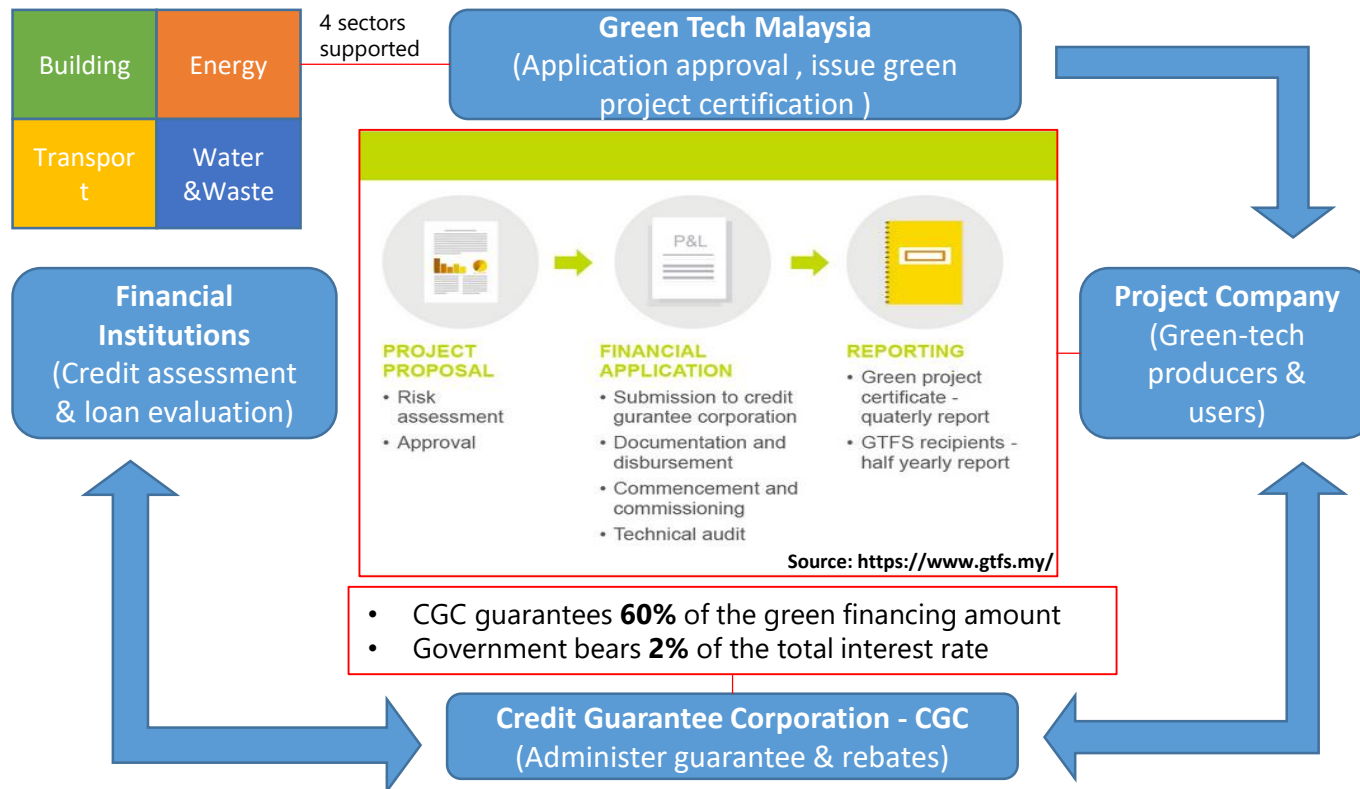 Building
Energy
Transpor
t
Water
&Waste
4 sectors
supported
Green Tech Malaysia
(Application approval , issue green
project certification )
Financial
Institutions
(Credit assessment
& loan evaluation)
P&L
PROJECT
PROPOSAL
• Risk
assessment
• Approval
FINANCIAL
APPLICATION
• Submission to credit
gurantee corporation
• Documentation and
disbursement
• Commencement and
commissioning
• Technical audit
REPORTING
• Green project
certificate -
quaterly report
• GTFS recipients -
half yearly report
Source: https://www.gtfs.my/
Project Company
(Green-tech
producers &
users)
• CGC guarantees 60% of the green financing amount
• Government bears 2% of the total interest rate
Credit Guarantee Corporation - CGC
(Administer guarantee & rebates)